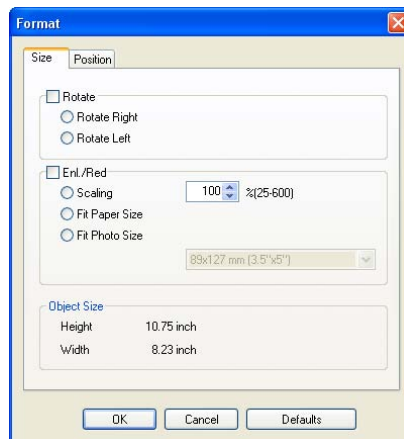 Format
Size Position
Rotate
Rotate Right
Rotate Left
Enl./Red
Scaling 100 %(25-600)
Fit Paper Size
Fit Photo Size
89x127 mm (3.5"x5")
Object Size
Height 10.75 inch
Width 8.23 inch
OK Cancel Defaults